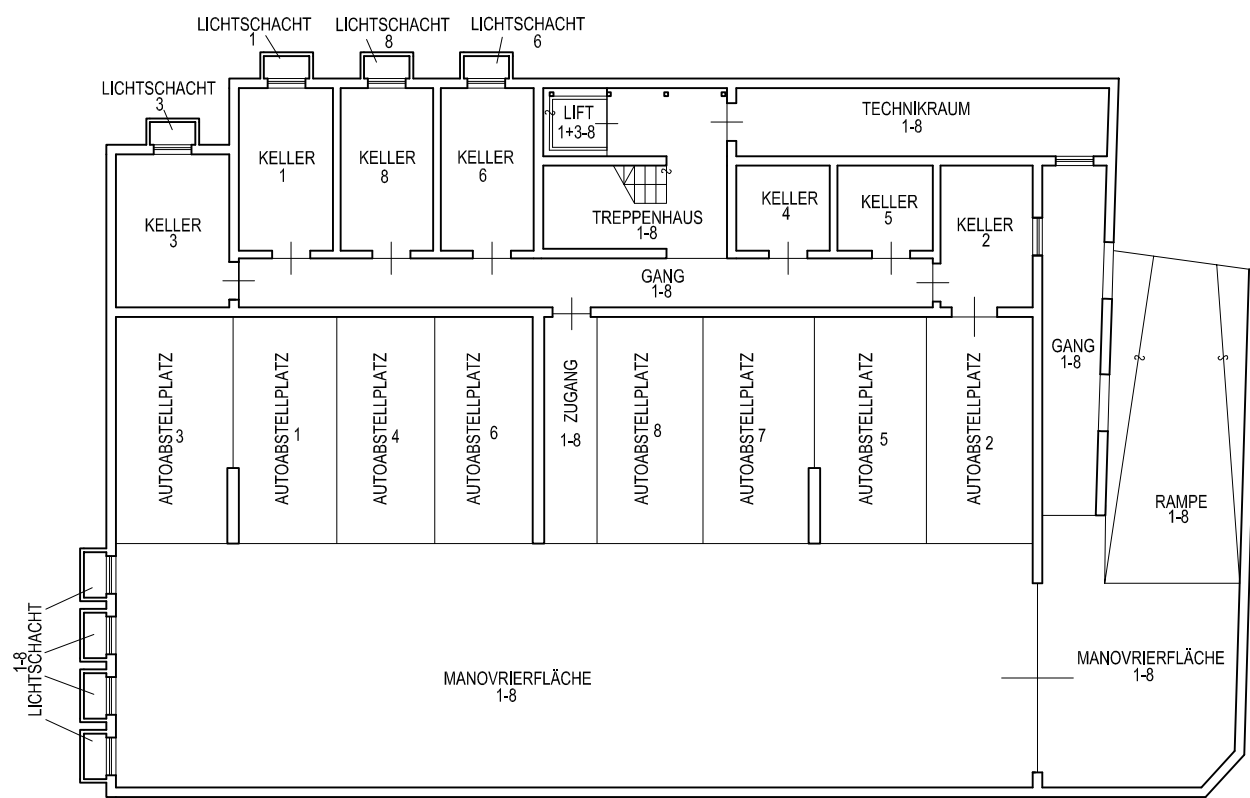 LICHTSCHACHT
1
LICHTSCHACHT
8
LICHTSCHACHT
6
LICHTSCHACHT
3
LIFT
1+3-8
TECHNIKRAUM
1-8
KELLER
1
KELLER
8
KELLER
6
KELLER
3
TREPPENHAUS
1-8
KELLER
4
KELLER
5
KELLER
2
GANG
1-8
GANG
1-8
AUTOABSTELLPLATZ
3
AUTOABSTELLPLATZ
1
AUTOABSTELLPLATZ
4
AUTOABSTELLPLATZ
6
ZUGANG
1-8
AUTOABSTELLPLATZ
8
AUTOABSTELLPLATZ
7
AUTOABSTELLPLATZ
5
AUTOABSTELLPLATZ
2
RAMPE
1-8
LICHTSCHACHT
1-8
MANOVRIERFLÄCHE
1-8
MANOVRIERFLÄCHE
1-8